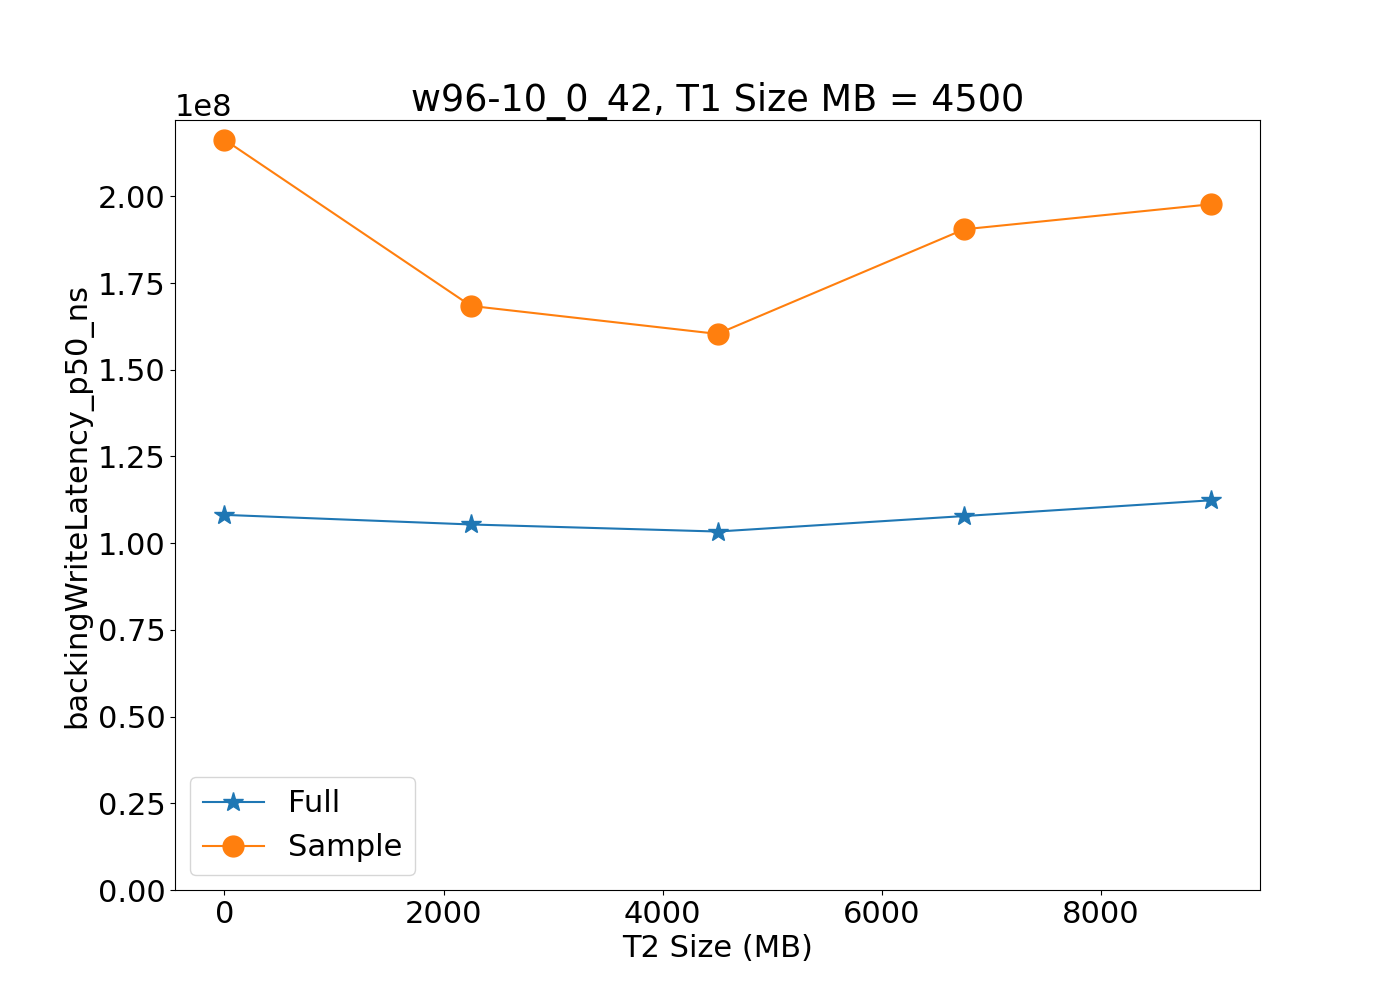 w96-10_0_42, T1 Size MB = 4500
1e8
2.00
1.75
1.50
1.25
1.00
0.75
0.50
0.25
0.00
backingWriteLatency_p50_ns
Full
Sample
0 2000 4000 6000 8000
T2 Size (MB)